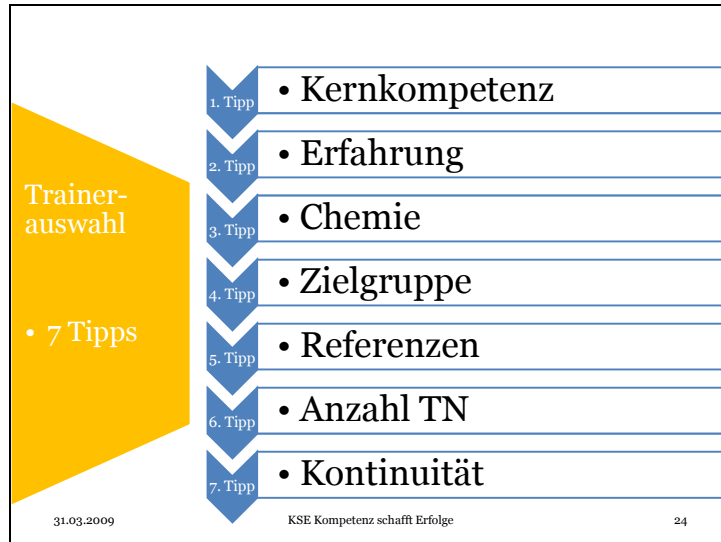 Trainer-
auswahl
• 7 Tipps
1. Tipp
• Kernkompetenz
2. Tipp
• Erfahrung
3. Tipp
• Chemie
4. Tipp
• Zielgruppe
5. Tipp
• Referenzen
6. Tipp
• Anzahl TN
7. Tipp
• Kontinuität
31.03.2009
KSE Kompetenz schafft Erfolge
24